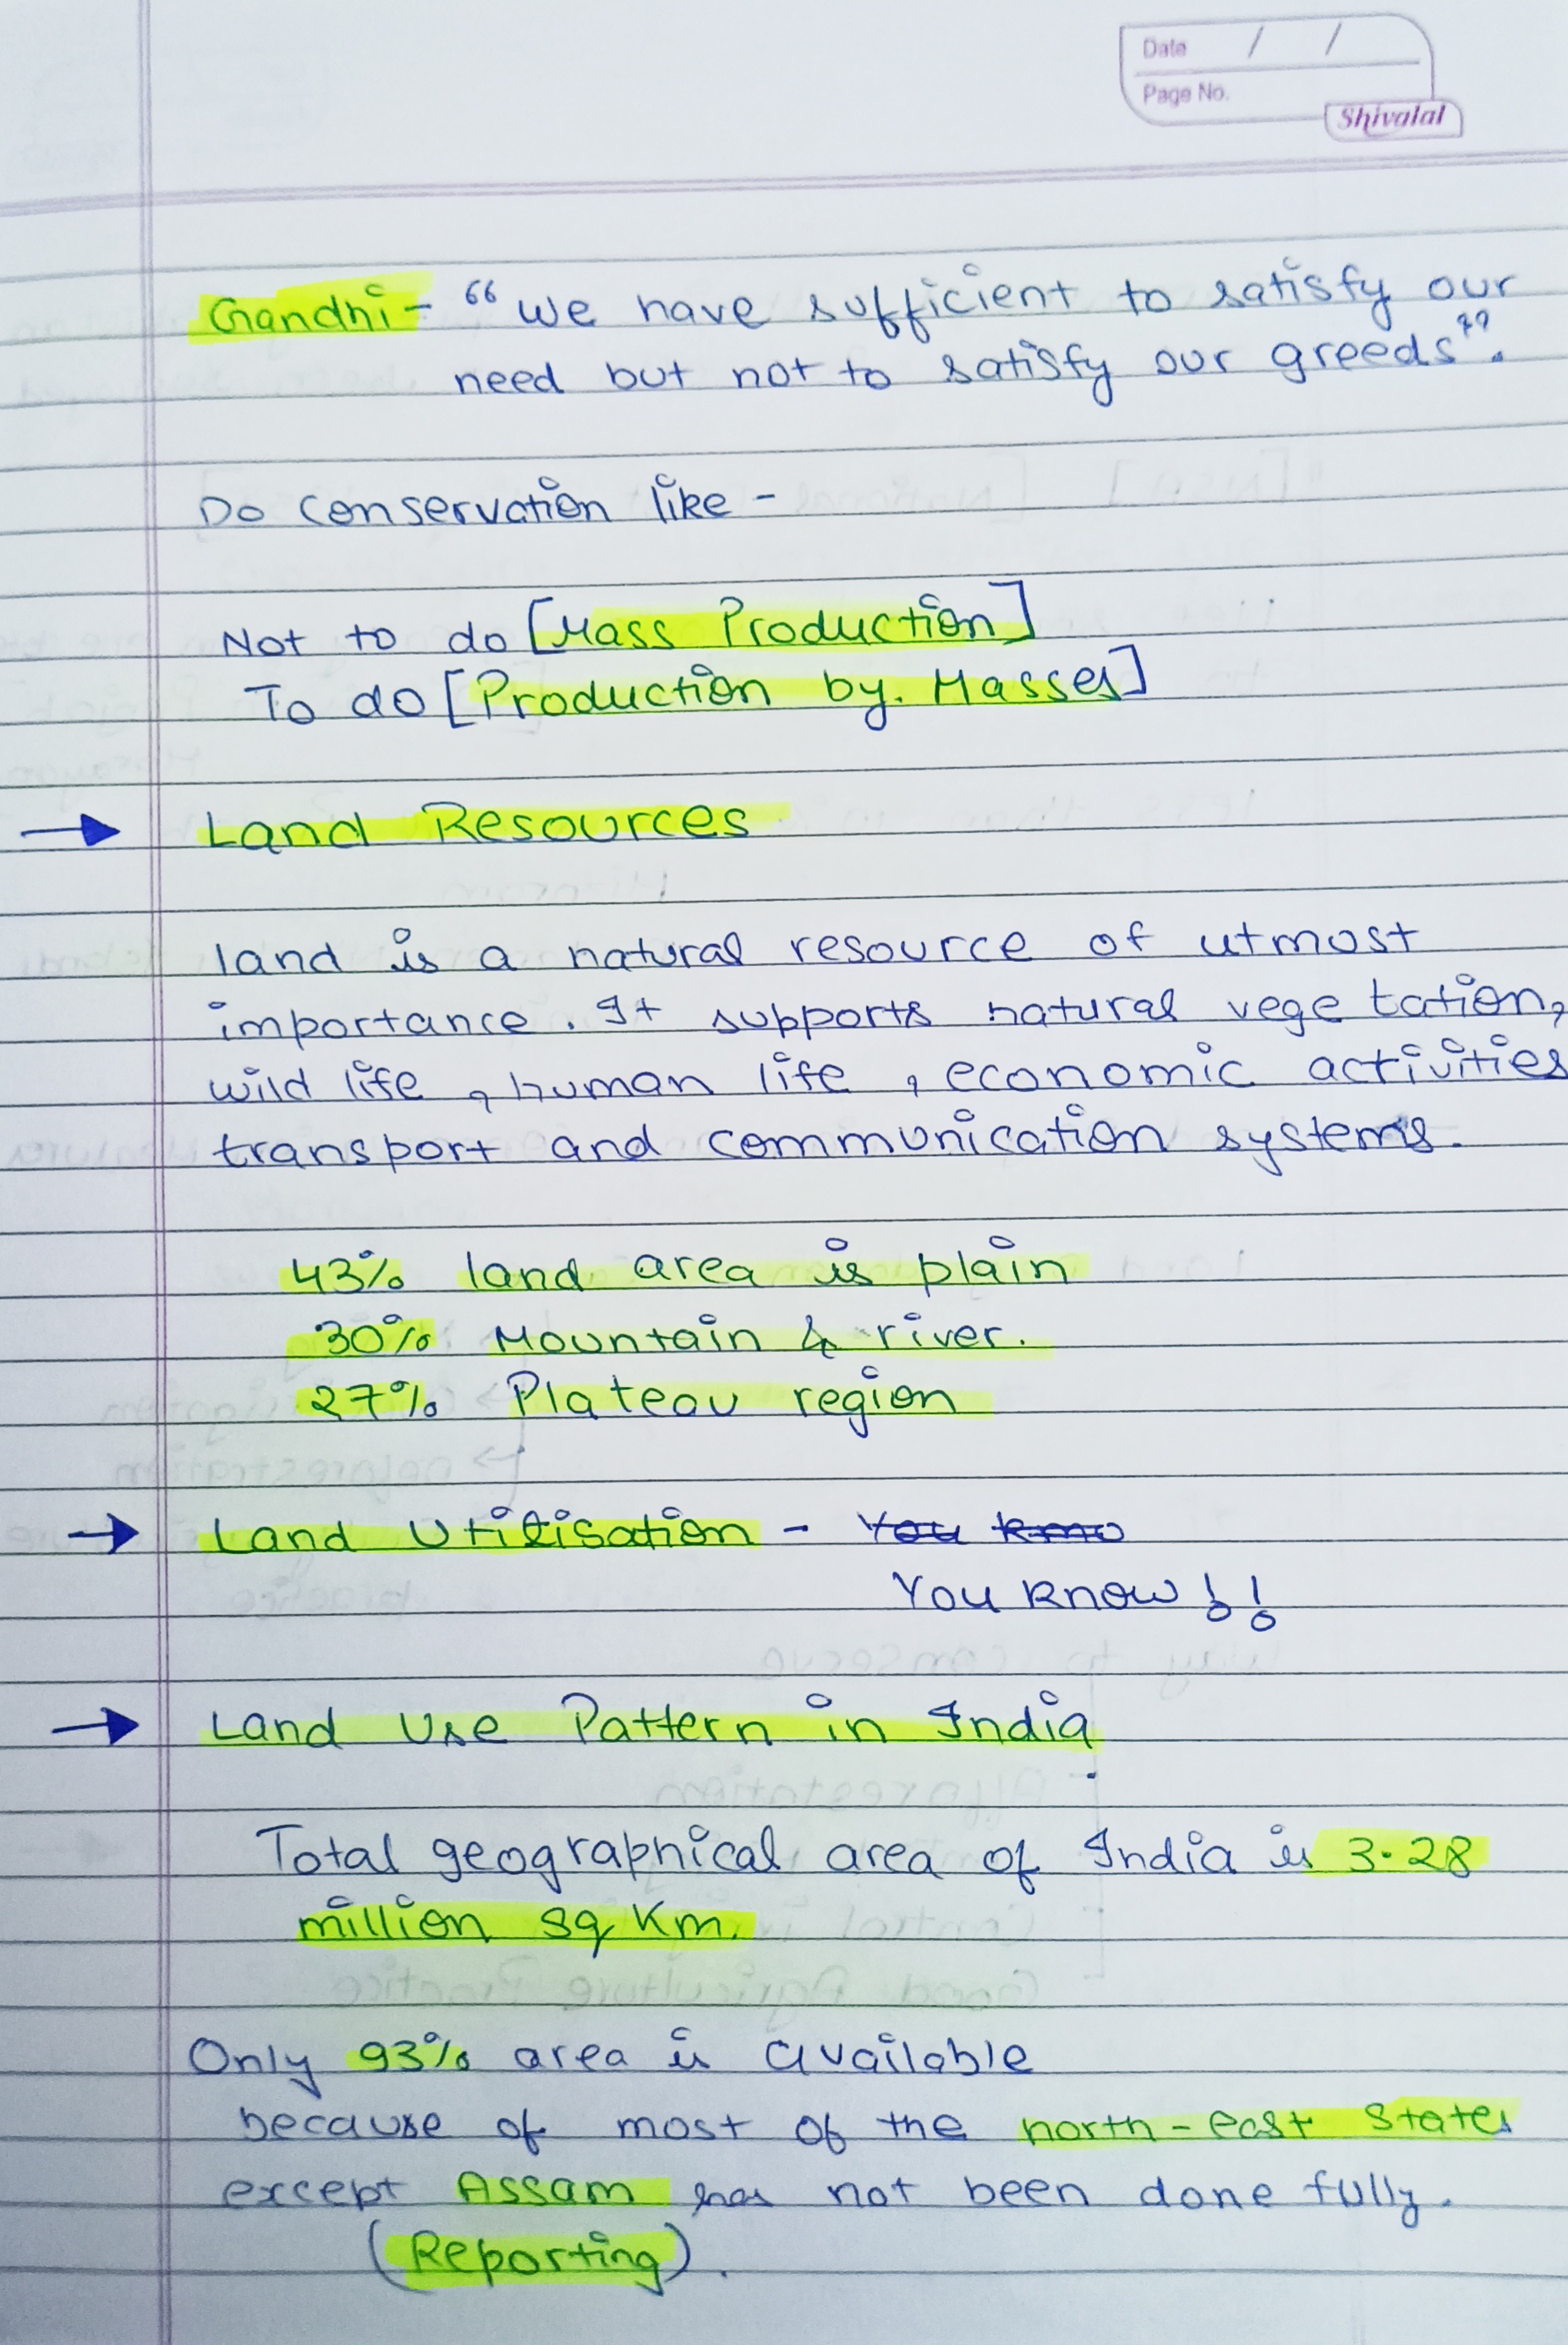 Date / /
Page No.
Shivalal
Gandhi - "We have sufficient to satisfy our
need but not to satisfy our greeds".
Do conservation like -
Not to do [Mass Production]
To do [Production by. Masses]
→ Land Resources
land is a natural resource of utmost
importance. It supports natural vegetation,
wild life, human life, economic activities
transport and communication systems.
43% land area is plain
30% Mountain & river.
27% Plateau region
→ Land Utilisation - You kno
You know!!
→ Land Use Pattern in India
Total geographical area of India is 3.28
million sq km.
Only 93% area is available
because of most of the north-east states
except Assam has not been done fully.
(Reporting).